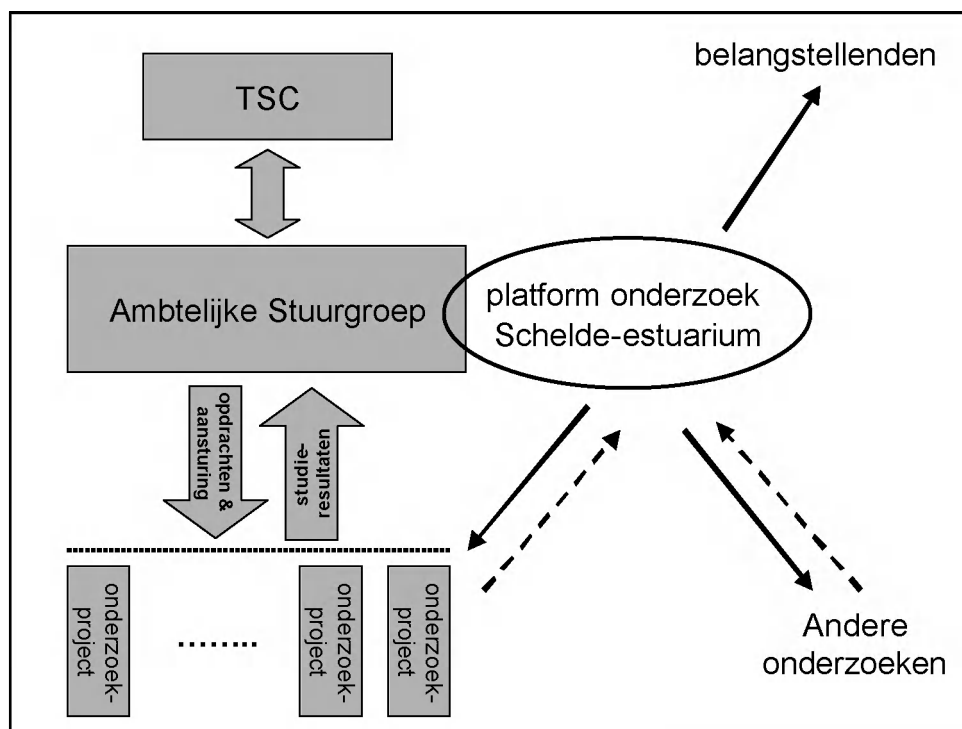 TSC
belangstellenden
Ambtelijke Stuurgroep
platform onderzoek
Schelde-estuarium
opdrachten &
aansturing
studie-
resultaten
onderzoek-
project
onderzoek-
project
onderzoek-
project
Andere
onderzoeken